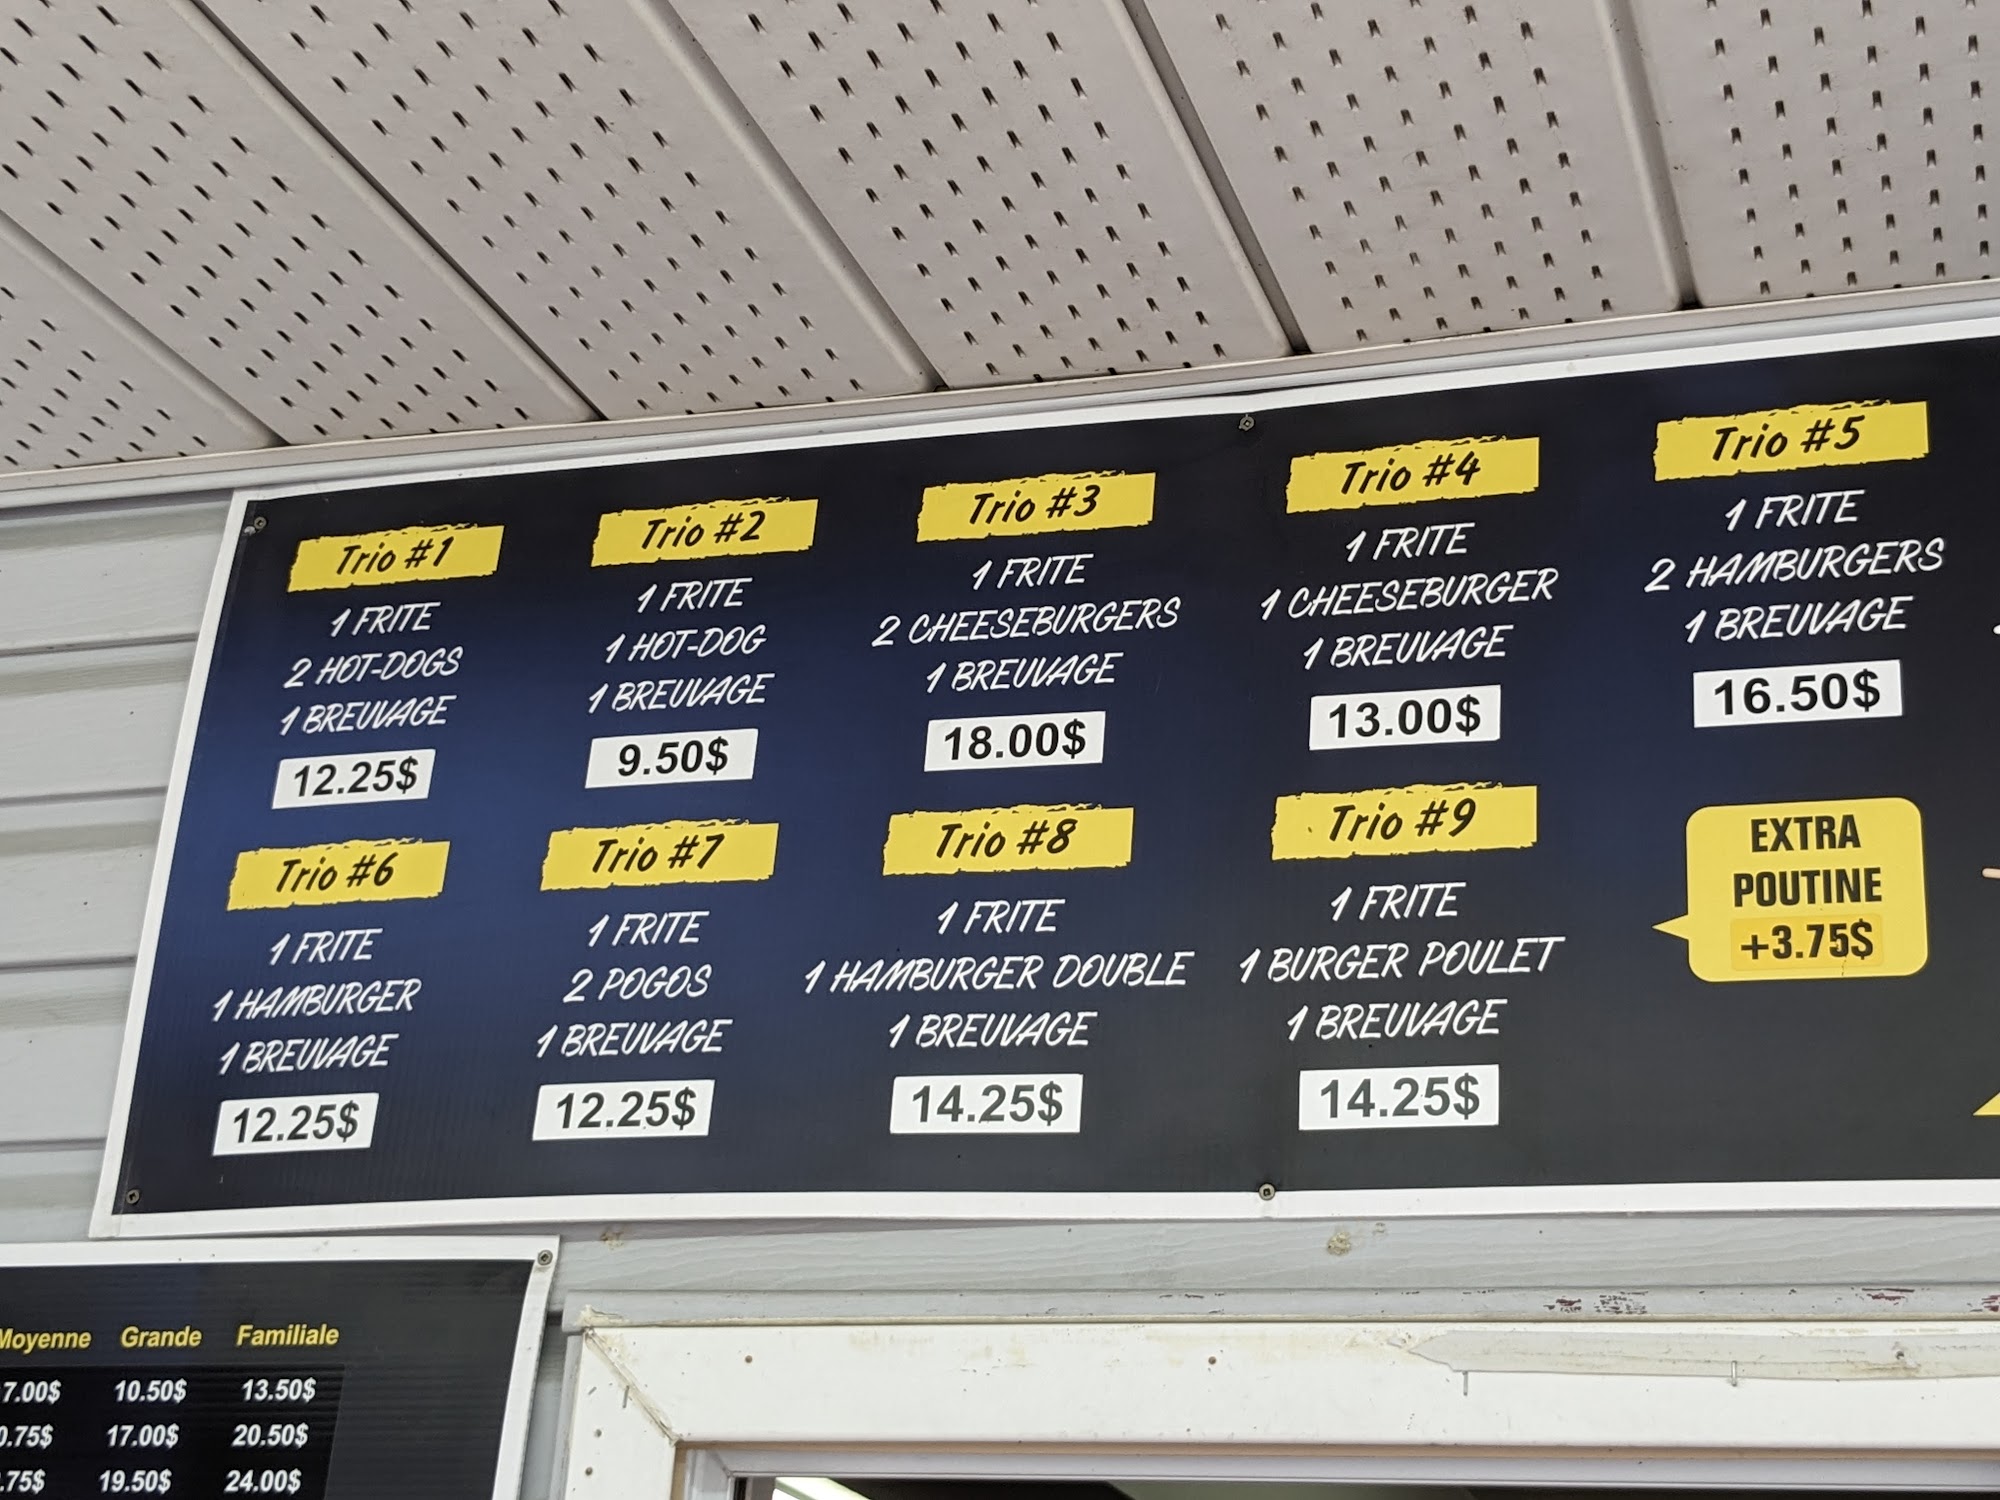 Trio #1
1 FRITE
2 HOT-DOGS
1 BREUVAGE
12.25$
Trio #2
1 FRITE
1 HOT-DOG
1 BREUVAGE
9.50$
Trio #3
1 FRITE
2 CHEESEBURGERS
1 BREUVAGE
18.00$
Trio #4
1 FRITE
1 CHEESEBURGER
1 BREUVAGE
13.00$
Trio #5
1 FRITE
2 HAMBURGERS
1 BREUVAGE
16.50$
Trio #6
1 FRITE
1 HAMBURGER
1 BREUVAGE
12.25$
Trio #7
1 FRITE
2 POGOS
1 BREUVAGE
12.25$
Trio #8
1 FRITE
1 HAMBURGER DOUBLE
1 BREUVAGE
14.25$
Trio #9
1 FRITE
1 BURGER POULET
1 BREUVAGE
14.25$
EXTRA
POUTINE
+3.75$
Moyenne Grande Familiale
7.00$ 10.50$ 13.50$
17.00$ 20.50$
19.50$ 24.00$